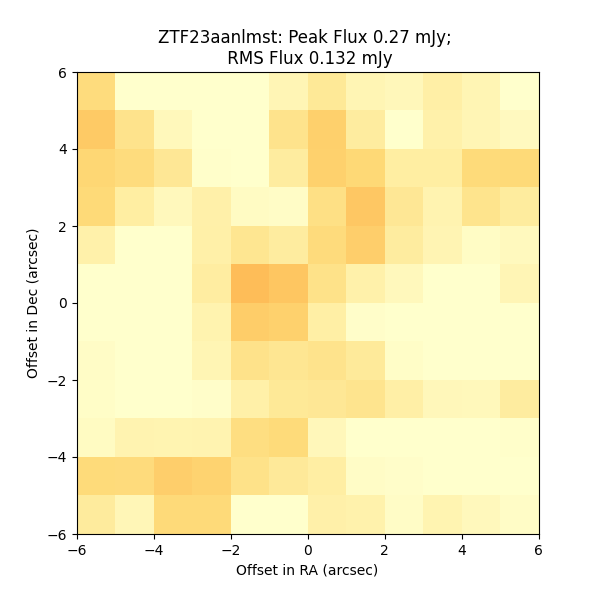 ZTF23aanlmst: Peak Flux 0.27 mJy;
RMS Flux 0.132 mJy
6
4
2
0
−2
−4
−6
Offset in Dec (arcsec)
−6 −4 −2 0 2 4 6
Offset in RA (arcsec)